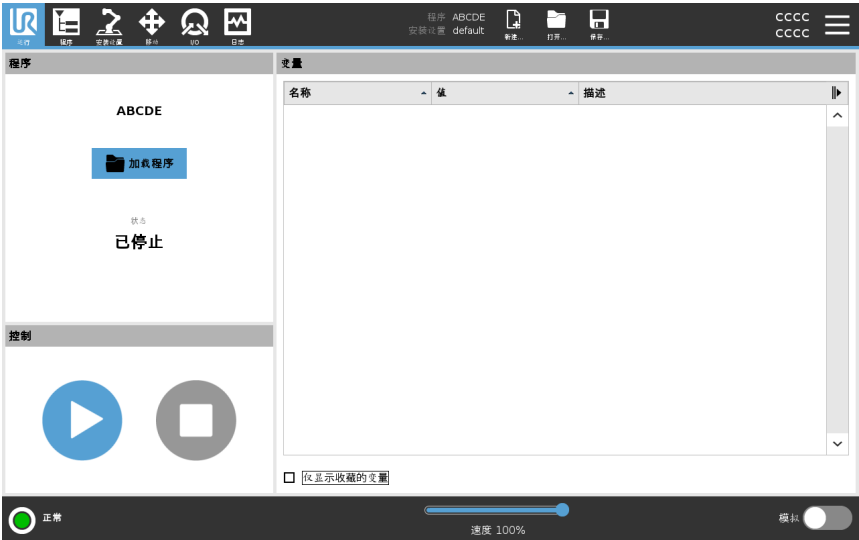 UR
运行
程序
安装设置
移动
I/O
日志
程序 ABCDE
安装设置 default
新建...
打开...
保存...
CCCC
CCCC
程序
ABCDE
加载程序
状态
已停止
控制
变量
名称
值
描述
仅显示收藏的变量
正常
速度 100%
模拟